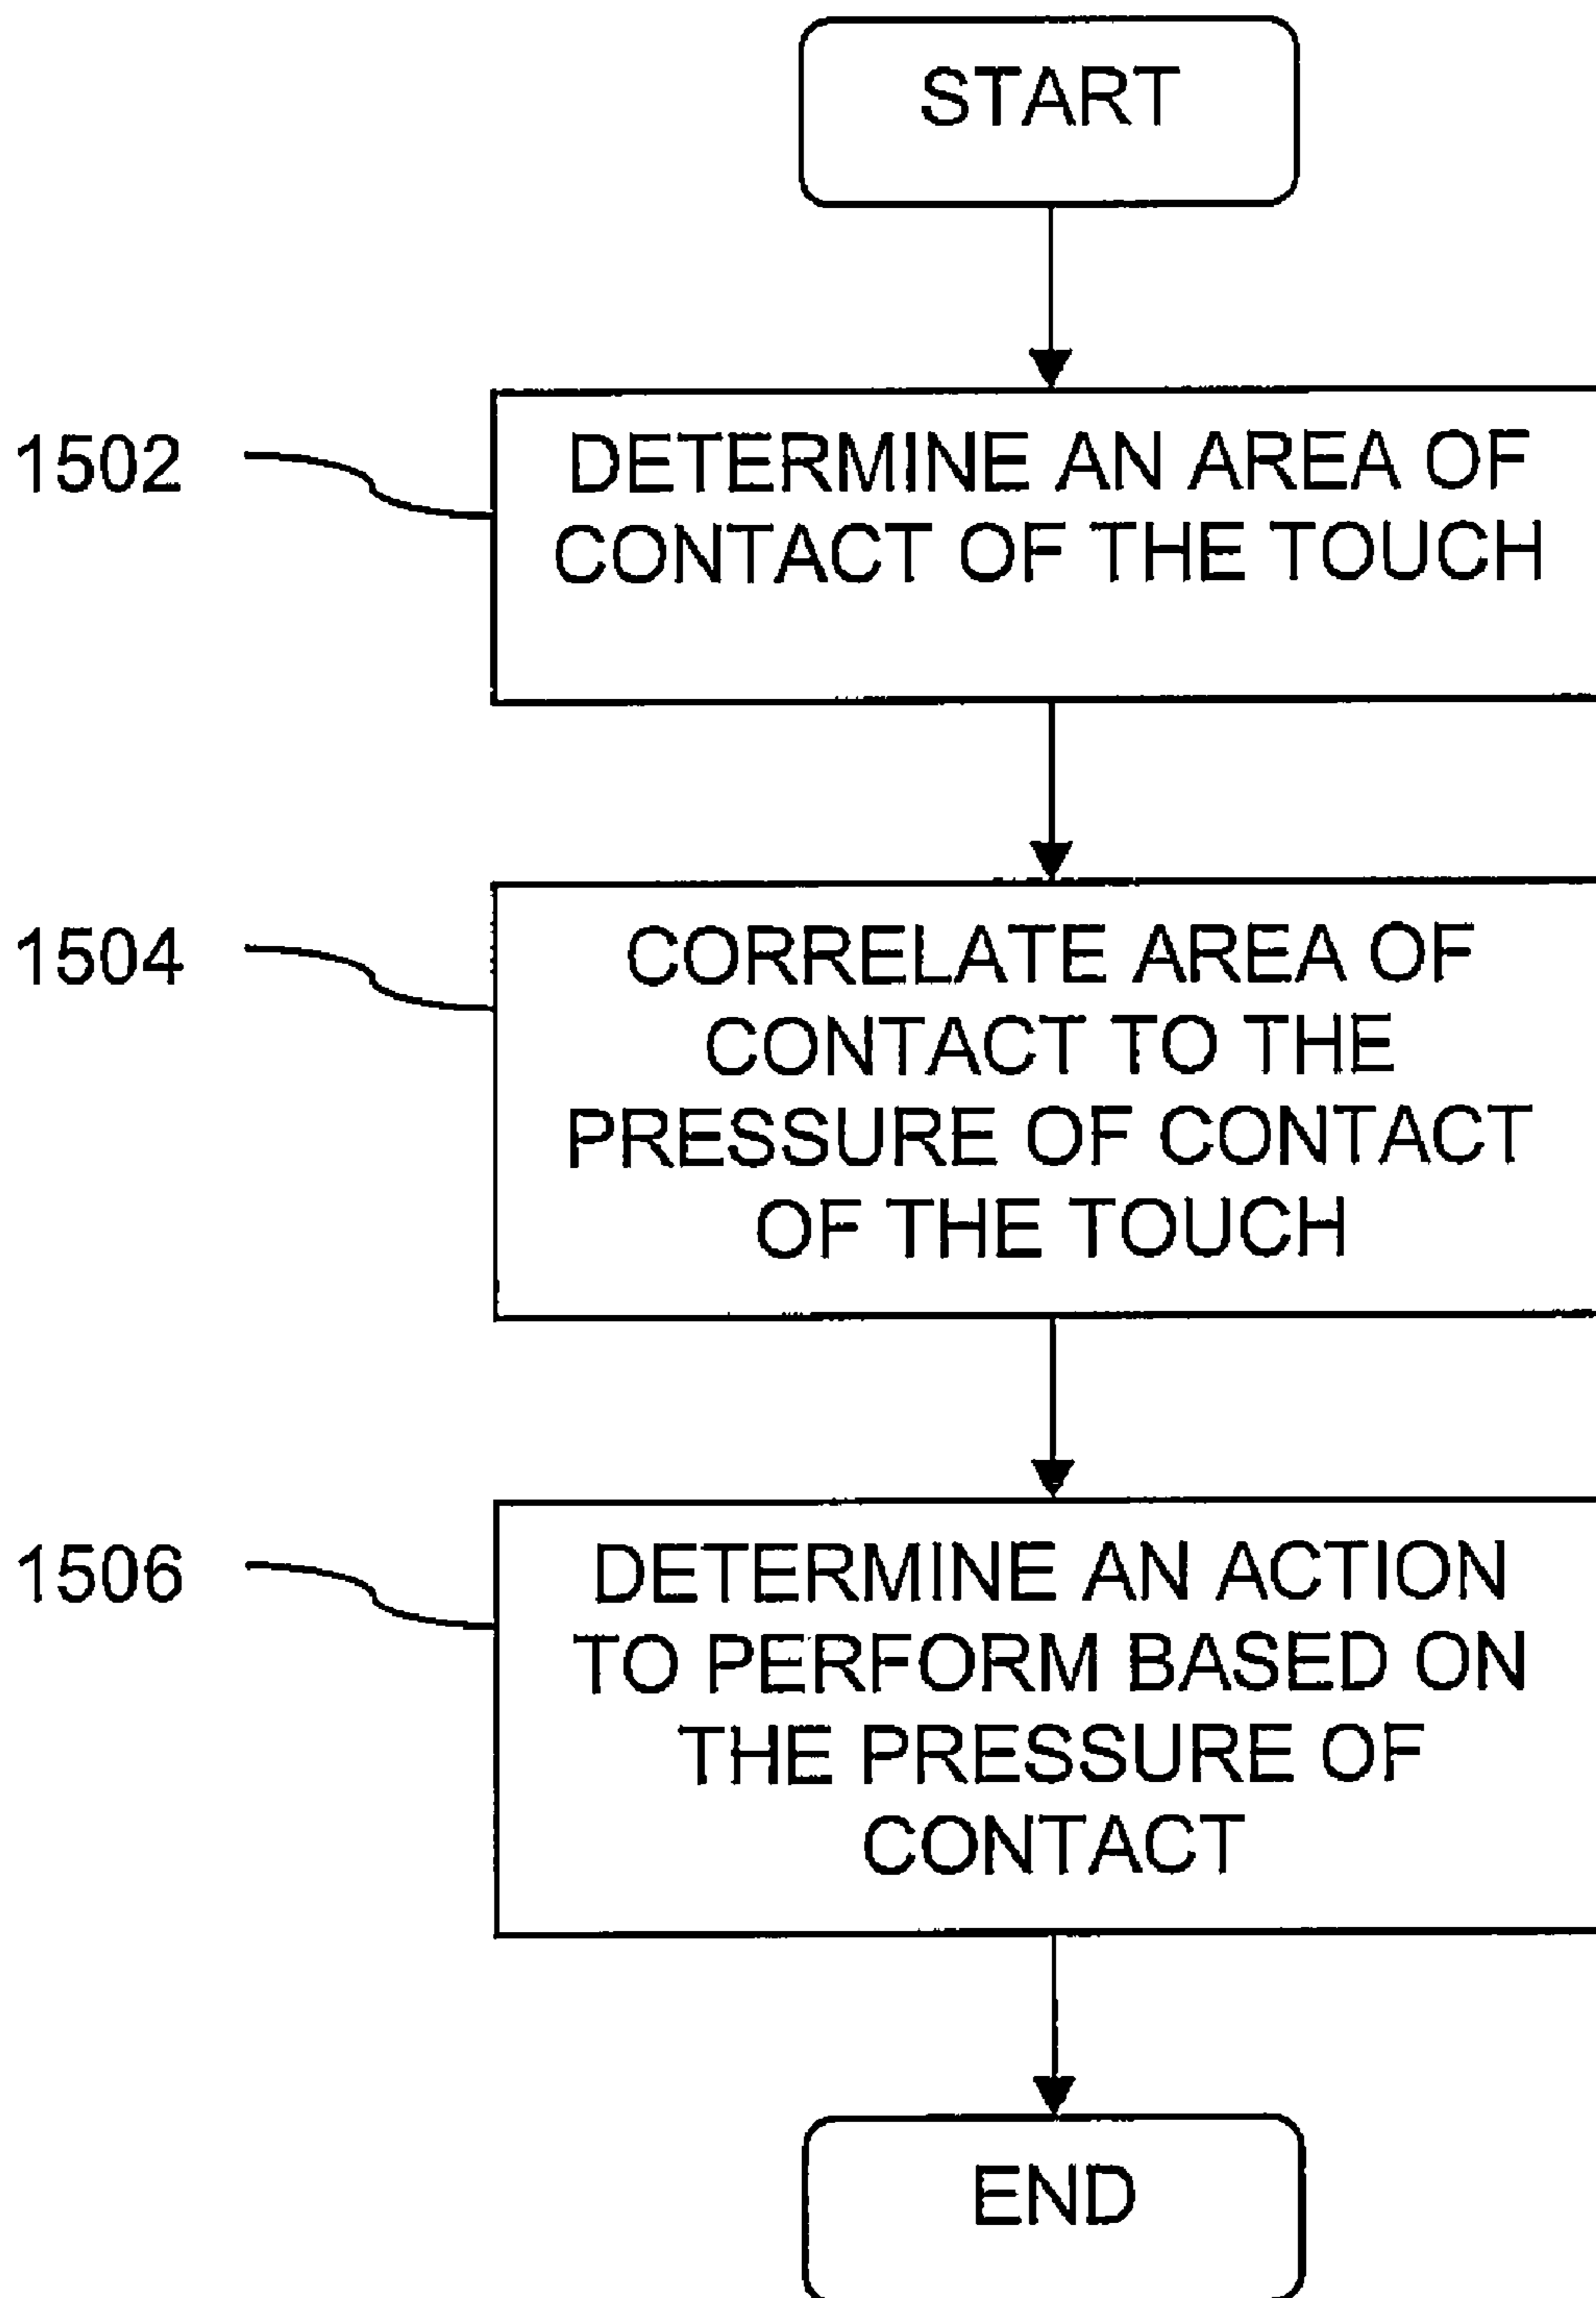 START
1502
DETERMINE AN AREA OF
CONTACT OF THE TOUCH
1504
CORRELATE AREA OF
CONTACT TO THE
PRESSURE OF CONTACT
OF THE TOUCH
1506
DETERMINE AN ACTION
TO PERFORM BASED ON
THE PRESSURE OF
CONTACT
END